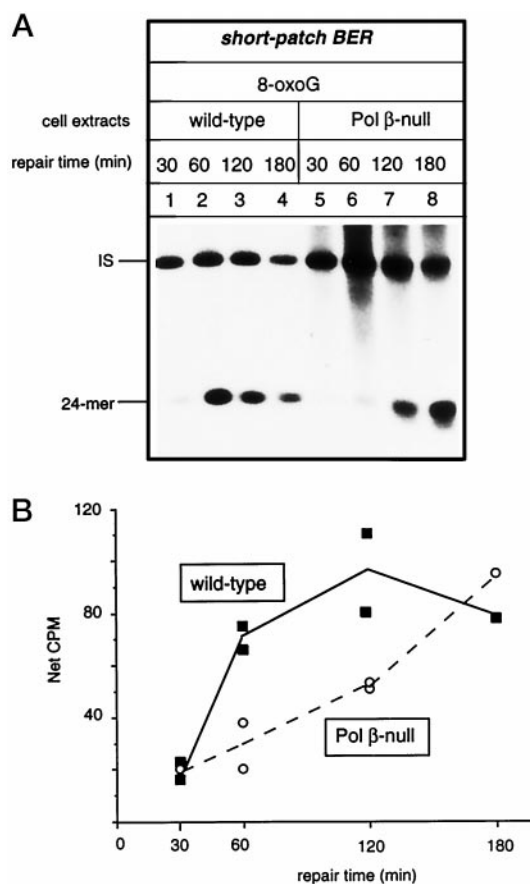 A
short-patch BER
8-oxoG
cell extracts wild-type Pol β-null
repair time (min) 30 60 120 180 30 60 120 180
1 2 3 4 5 6 7 8
IS
24-mer
B
120
wild-type
80
Net CPM
40
Pol β-null
0 30 60 120 180
repair time (min)